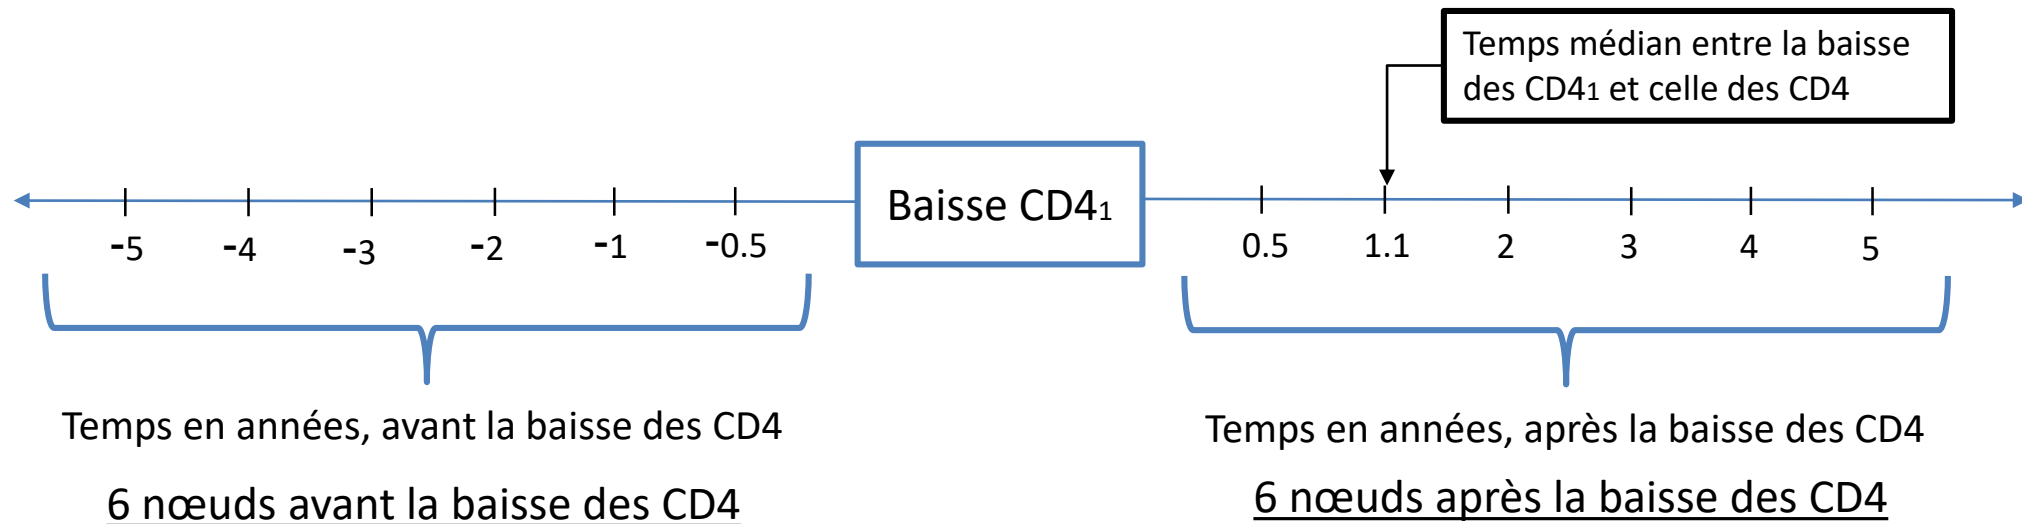 Temps médian entre la baisse
des CD4₁ et celle des CD4
Baisse CD4₁
-5 -4 -3 -2 -1 -0.5 0.5 1.1 2 3 4 5
Temps en années, avant la baisse des CD4
Temps en années, après la baisse des CD4
6 nœuds avant la baisse des CD4
6 nœuds après la baisse des CD4